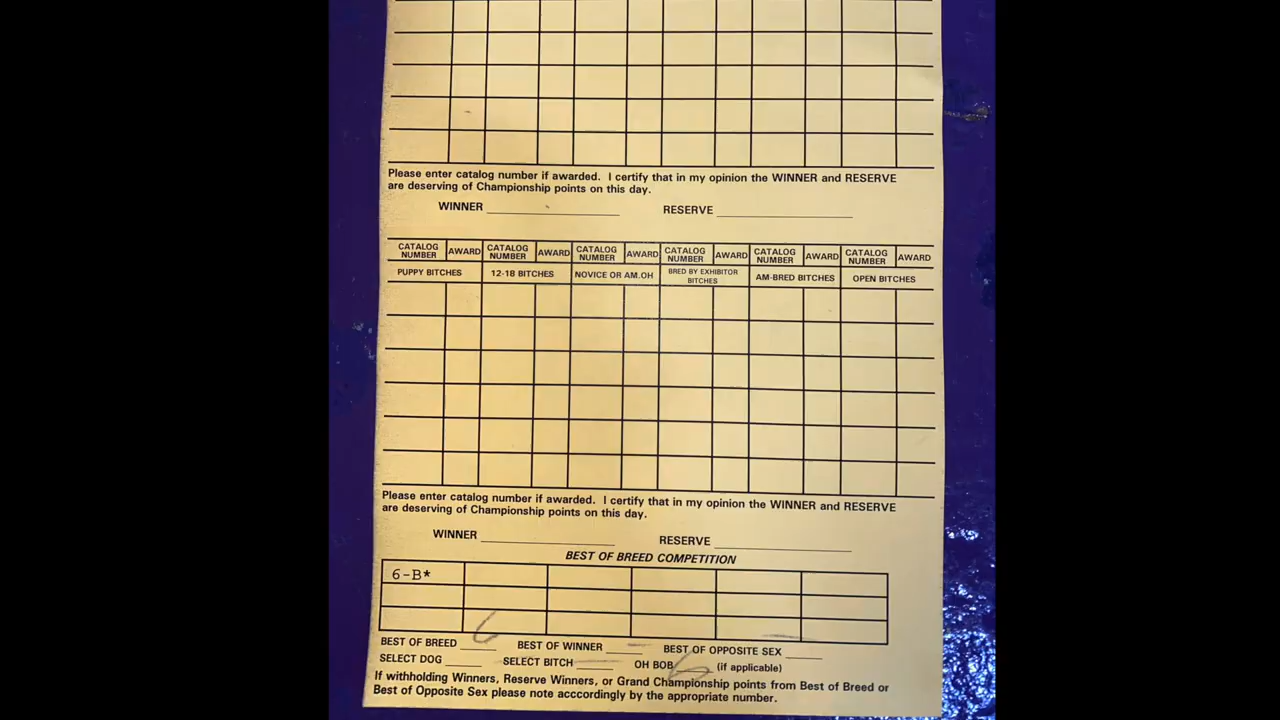 Please enter catalog number if awarded. I certify that in my opinion the WINNER and RESERVE
are deserving of Championship points on this day.
WINNER RESERVE
CATALOG NUMBER AWARD CATALOG NUMBER AWARD CATALOG NUMBER AWARD CATALOG NUMBER AWARD CATALOG NUMBER AWARD CATALOG NUMBER AWARD
PUPPY BITCHES 12-18 BITCHES NOVICE OR AM.OH BRED BY EXHIBITOR BITCHES AM-BRED BITCHES OPEN BITCHES
Please enter catalog number if awarded. I certify that in my opinion the WINNER and RESERVE
are deserving of Championship points on this day.
WINNER RESERVE
BEST OF BREED COMPETITION
6-B*
BEST OF BREED 6 BEST OF WINNER — BEST OF OPPOSITE SEX —
SELECT DOG SELECT BITCH — OH BOB 6 (if applicable)
If withholding Winners, Reserve Winners, or Grand Championship points from Best of Breed or
Best of Opposite Sex please note acccordingly by the appropriate number.